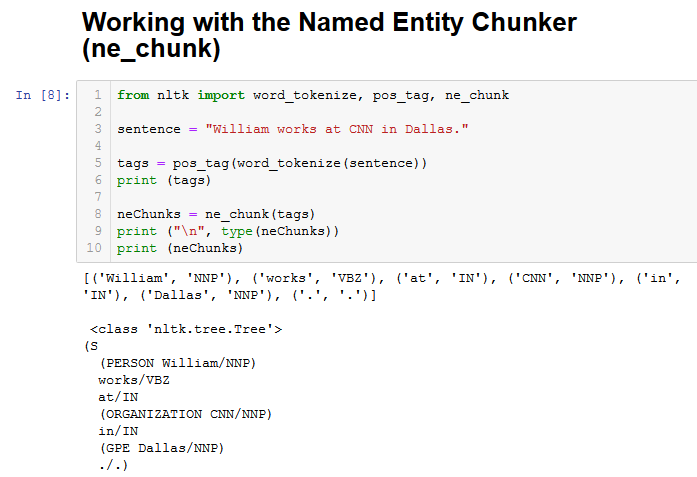 Working with the Named Entity Chunker
(ne_chunk)
In [8]:
1 from nltk import word_tokenize, pos_tag, ne_chunk
2
3 sentence = "William works at CNN in Dallas."
4
5 tags = pos_tag(word_tokenize(sentence))
6 print (tags)
7
8 neChunks = ne_chunk(tags)
9 print ("\n", type(neChunks))
10 print (neChunks)
[('William', 'NNP'), ('works', 'VBZ'), ('at', 'IN'), ('CNN', 'NNP'), ('in',
'IN'), ('Dallas', 'NNP'), ('.', '.')]
<class 'nltk.tree.Tree'>
(S
(PERSON William/NNP)
works/VBZ
at/IN
(ORGANIZATION CNN/NNP)
in/IN
(GPE Dallas/NNP)
./.)